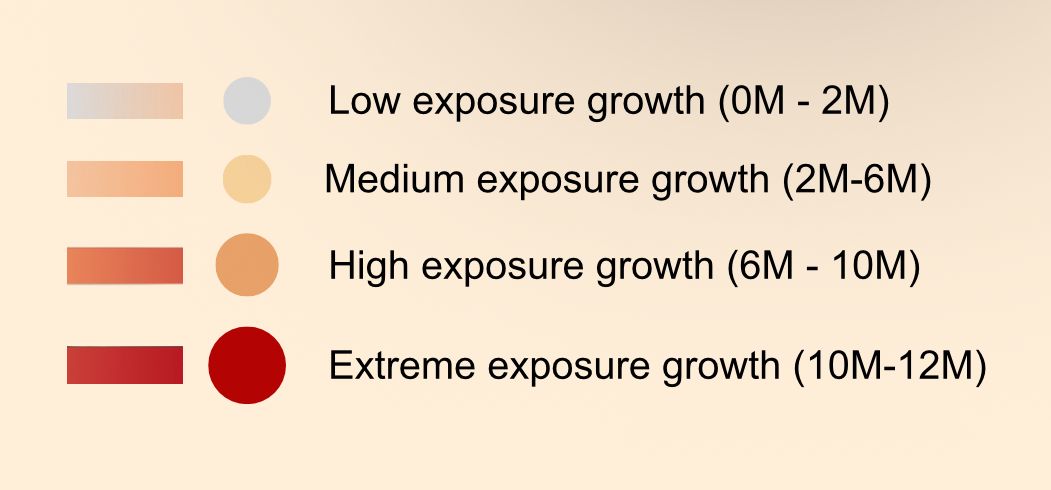 Low exposure growth (0M - 2M)
Medium exposure growth (2M-6M)
High exposure growth (6M - 10M)
Extreme exposure growth (10M-12M)